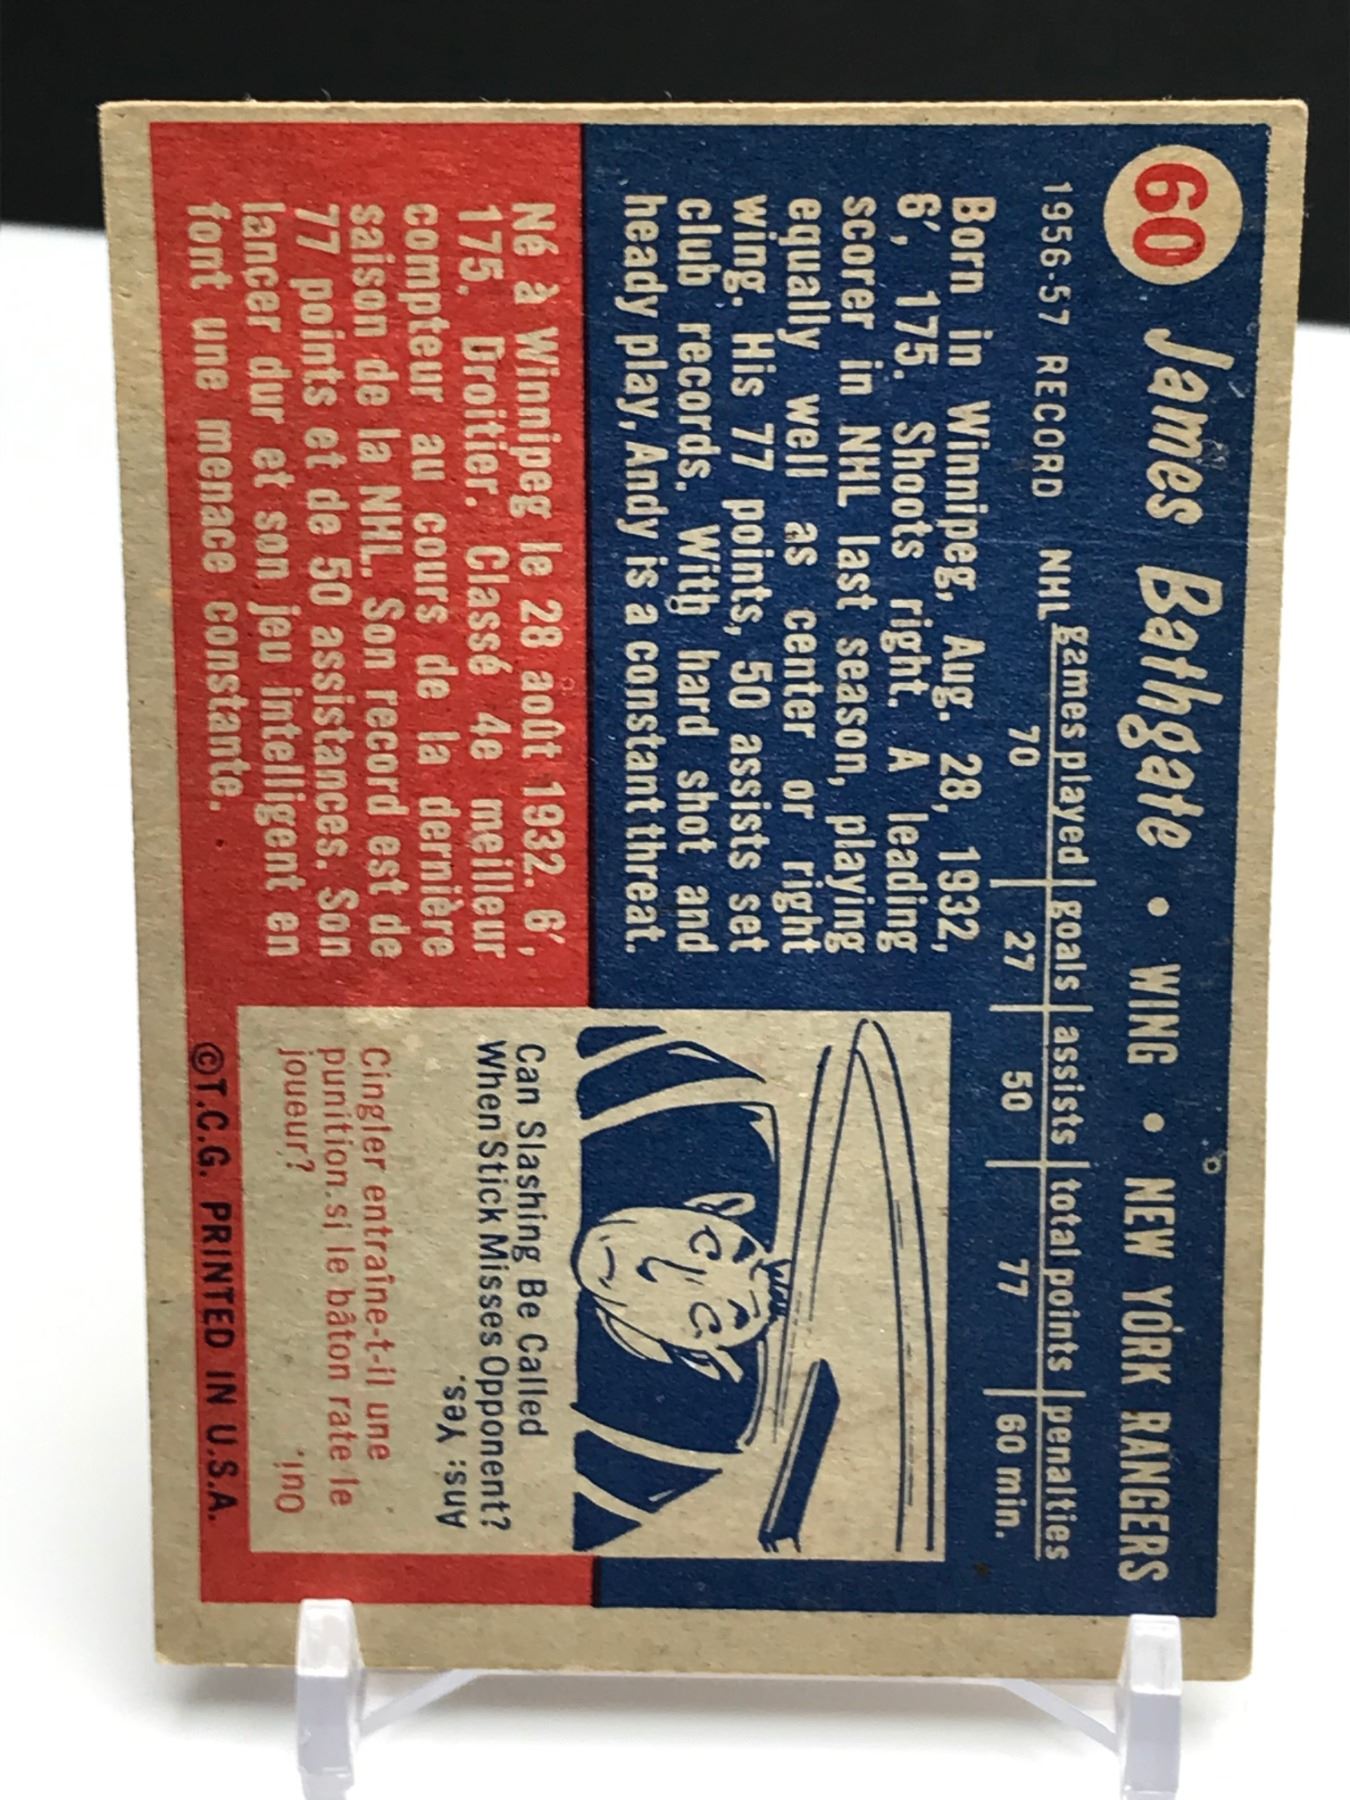 60 James Bathgate • WING • NEW YORK RANGERS
games played goals assists total points penalties
1956-57 RECORD NHL 70 27 50 77 60 min.
Born in Winnipeg, Aug. 28, 1932,
6', 175. Shoots right. A leading
scorer in NHL last season, playing
equally well as center or right
wing. His 77 points, 50 assists set
club records. With hard shot and
heady play, Andy is a constant threat.
Né à Winnipeg le 28 août 1932. 6',
175. Droitier. Classé 4e meilleur
compteur au cours de la dernière
saison de la NHL. Son record est de
77 points et de 50 assistances. Son
lancer dur et son jeu intelligent en
font une menace constante.
Can Slashing Be Called
When Stick Misses Opponent?
Ans: Yes.
Cingler entraîne-t-il une
punition.si le bâton rate le
joueur?
Oui.
©T.C.G. PRINTED IN U.S.A.